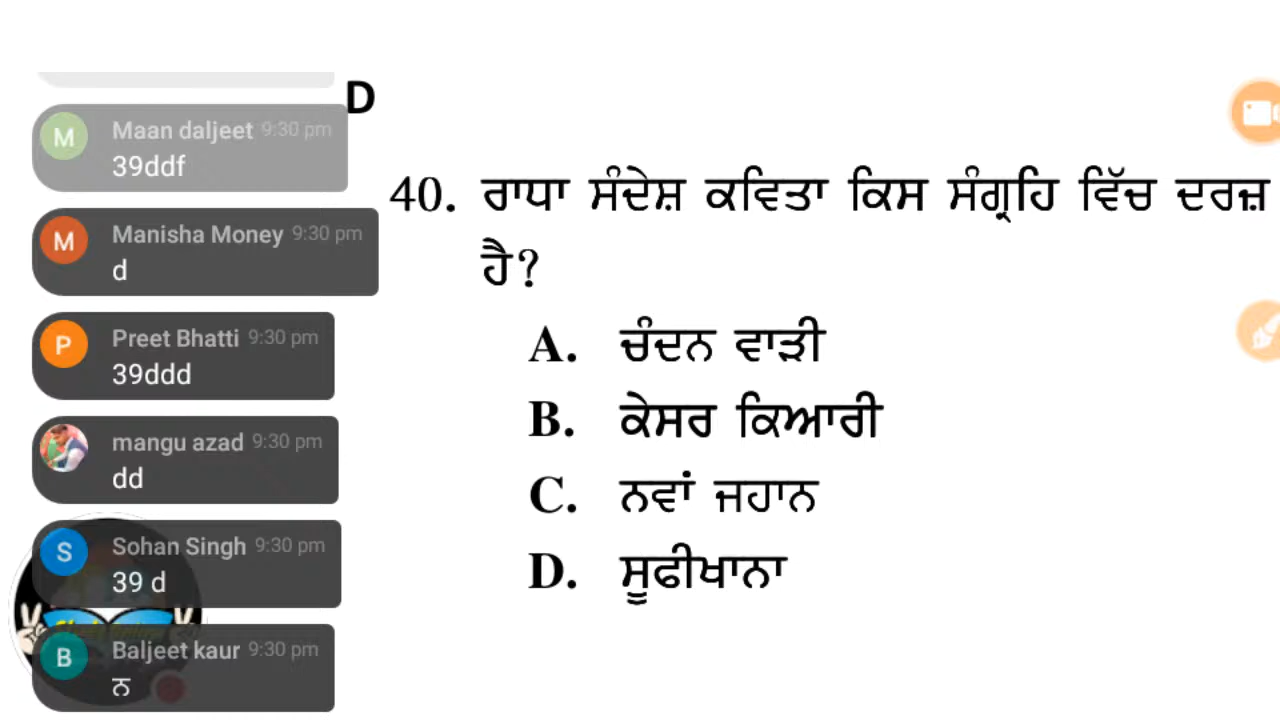 D
Maan daljeet 9:30 pm
39ddf
Manisha Money 9:30 pm
d
Preet Bhatti 9:30 pm
39ddd
mangu azad 9:30 pm
dd
Sohan Singh 9:30 pm
39 d
Baljeet kaur 9:30 pm
ਨ
40. ਰਾਧਾ ਸੰਦੇਸ਼ ਕਵਿਤਾ ਕਿਸ ਸੰਗ੍ਰਹਿ ਵਿੱਚ ਦਰਜ਼
ਹੈ?
A. ਚੰਦਨ ਵਾੜੀ
B. ਕੇਸਰ ਕਿਆਰੀ
C. ਨਵਾਂ ਜਹਾਨ
D. ਸੂਫੀਖਾਨਾ